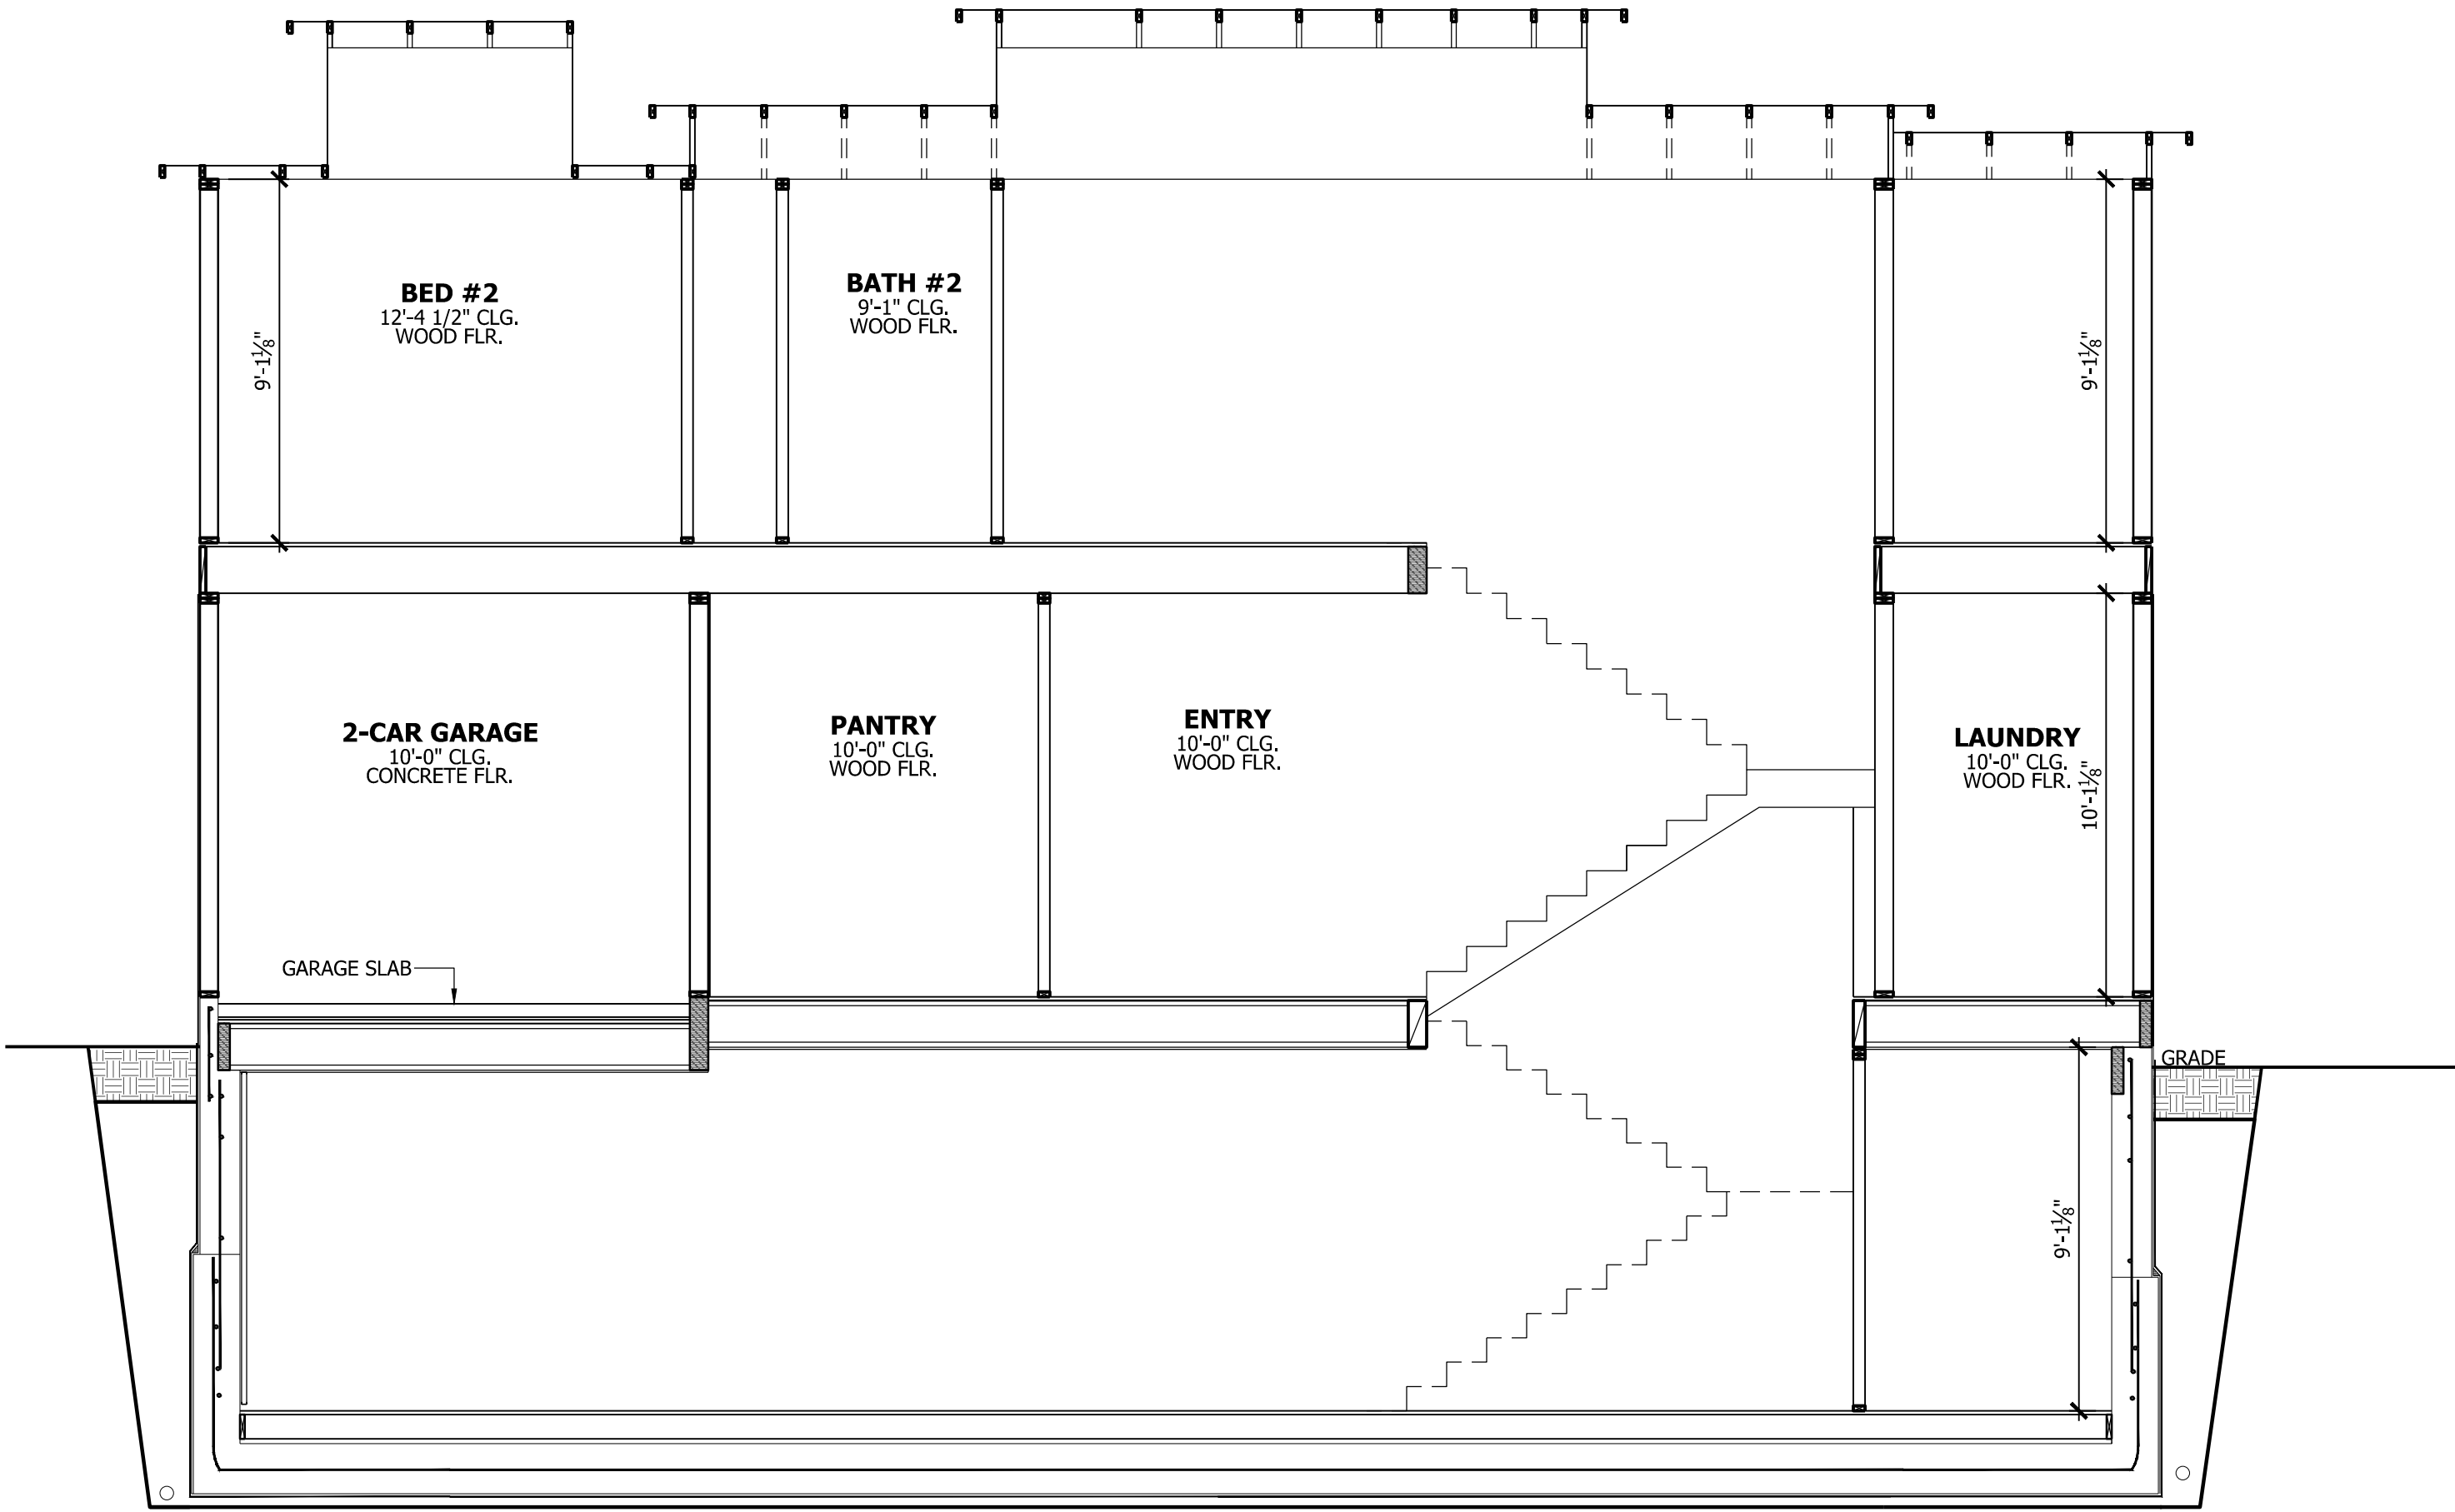 BED #2
12'-4 1/2" CLG.
WOOD FLR.
BATH #2
9'-1" CLG.
WOOD FLR.
9'-1⅛"
9'-1⅛"
2-CAR GARAGE
10'-0" CLG.
CONCRETE FLR.
PANTRY
10'-0" CLG.
WOOD FLR.
ENTRY
10'-0" CLG.
WOOD FLR.
LAUNDRY
10'-0" CLG.
WOOD FLR.
10'-1⅛"
GARAGE SLAB
GRADE
9'-1⅛"